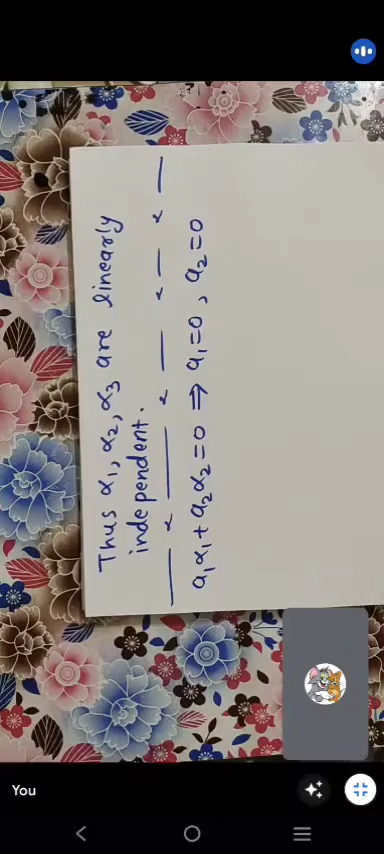 Thus α1, α2, α3 are linearly
independent.
a1α1 + a2α2 = 0 ⇒ a1 = 0, a2 = 0
You